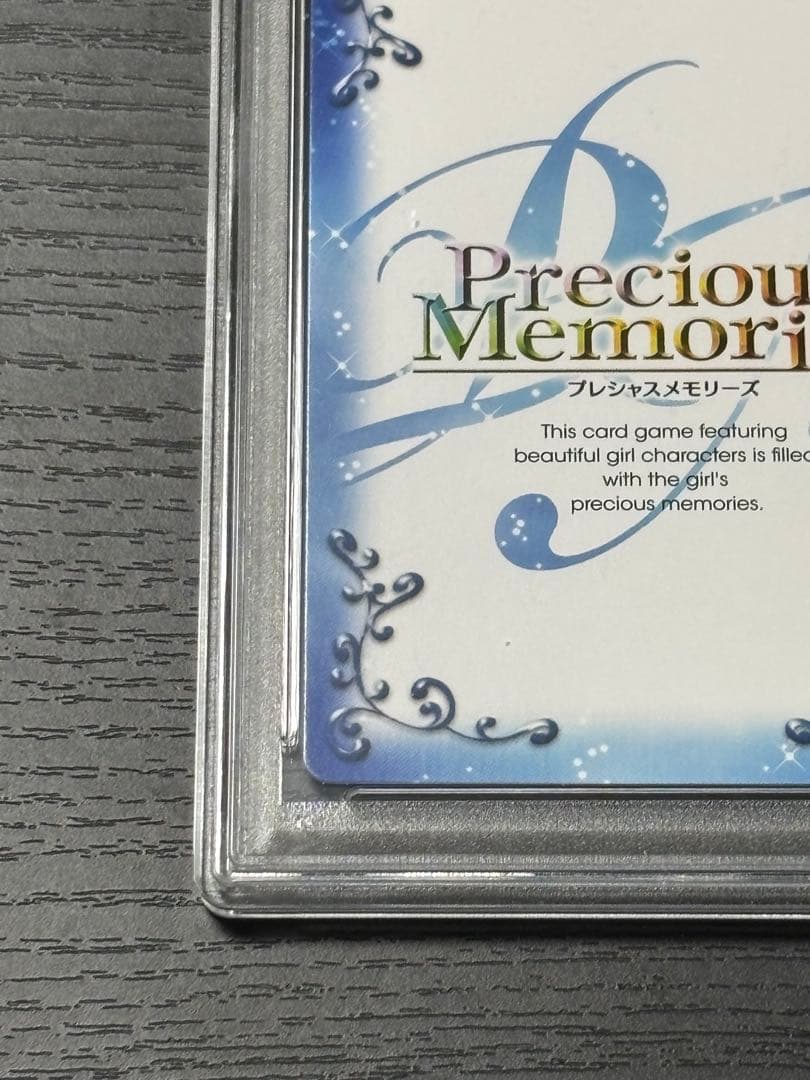 Preciou
Memori
プレシャスメモリーズ
This card game featuring
beautiful girl characters is filled
with the girl's
precious memories.